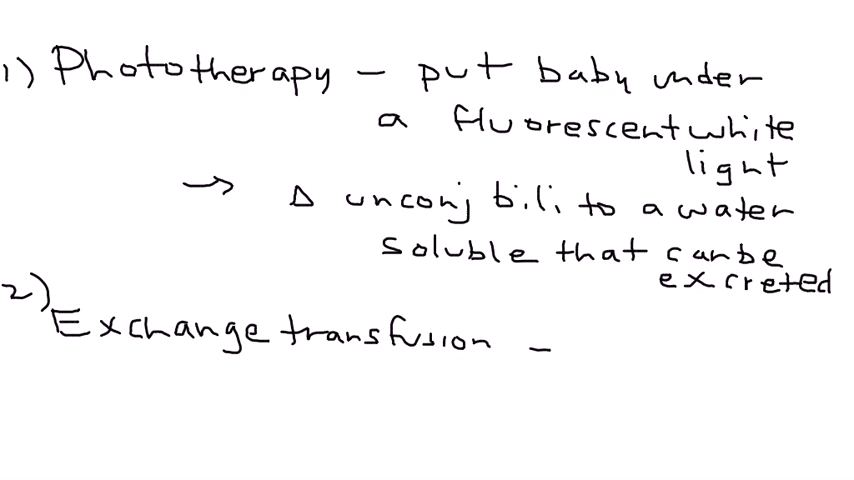 1) Phototherapy – put baby under
a fluorescent white
light
→ Δ unconj bili to a water
soluble that can be
excreted
2)
Exchange transfusion –